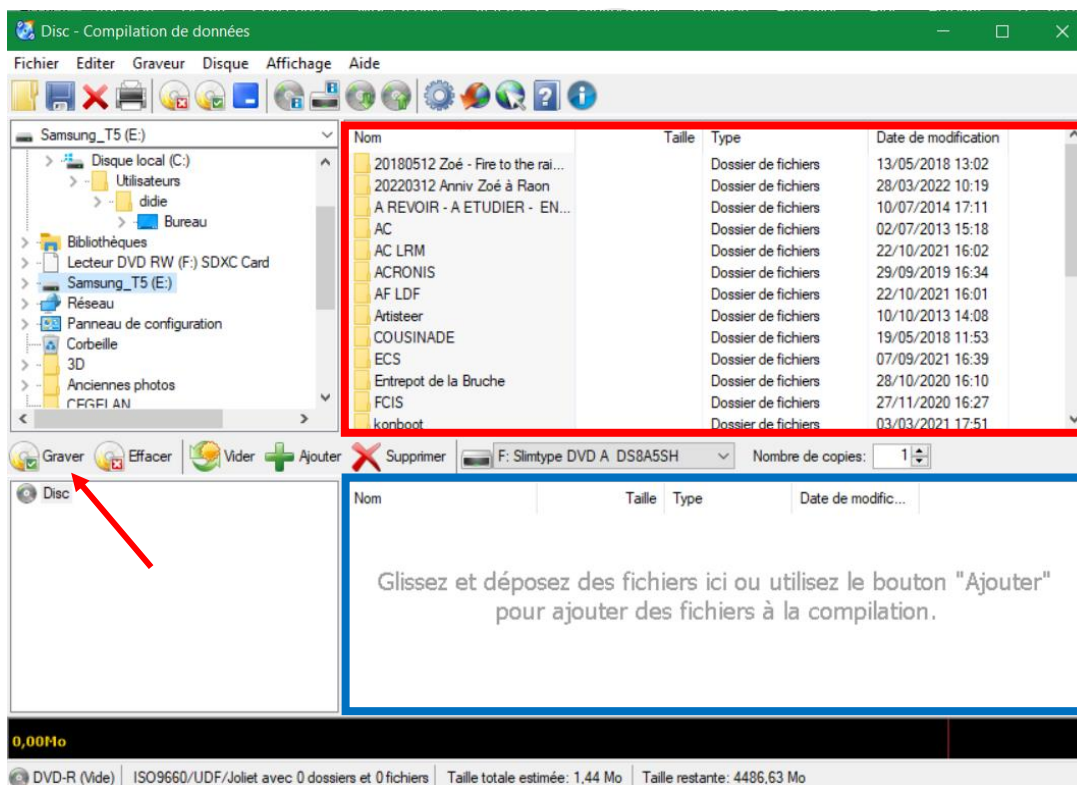 Disc - Compilation de données
Fichier Editer Graveur Disque Affichage Aide
Samsung_T5 (E:)
Disque local (C:)
Utilisateurs
didie
Bureau
Bibliothèques
Lecteur DVD RW (F:) SDXC Card
Samsung_T5 (E:)
Réseau
Panneau de configuration
Corbeille
3D
Anciennes photos
CEGELAN
Nom Taille Type Date de modification
20180512 Zoé - Fire to the rai... Dossier de fichiers 13/05/2018 13:02
20220312 Anniv Zoé à Raon Dossier de fichiers 28/03/2022 10:19
A REVOIR - A ETUDIER - EN... Dossier de fichiers 10/07/2014 17:11
AC Dossier de fichiers 02/07/2013 15:18
AC LRM Dossier de fichiers 22/10/2021 16:02
ACRONIS Dossier de fichiers 29/09/2019 16:34
AF LDF Dossier de fichiers 22/10/2021 16:01
Artisteer Dossier de fichiers 10/10/2013 14:08
COUSINADE Dossier de fichiers 19/05/2018 11:53
ECS Dossier de fichiers 07/09/2021 16:39
Entrepot de la Bruche Dossier de fichiers 28/10/2020 16:10
FCIS Dossier de fichiers 27/11/2020 16:27
konboot Dossier de fichiers 03/03/2021 17:51
Graver Effacer Vider Ajouter Supprimer F: Slimtype DVD A DS8A5SH Nombre de copies: 1
Disc
Nom Taille Type Date de modific...
Glissez et déposez des fichiers ici ou utilisez le bouton "Ajouter"
pour ajouter des fichiers à la compilation.
0,00Mo
DVD-R (Vide) ISO9660/UDF/Joliet avec 0 dossiers et 0 fichiers Taille totale estimée: 1,44 Mo Taille restante: 4486,63 Mo